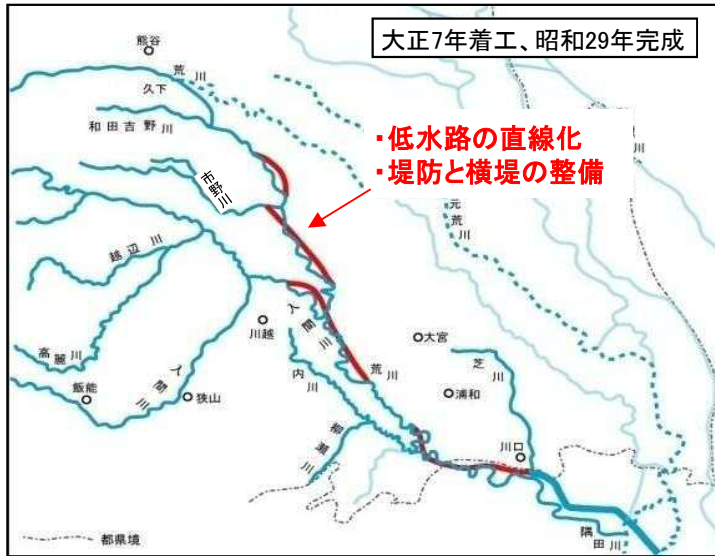 大正7年着工、昭和29年完成
熊谷
荒川
久下
和田吉野川
・低水路の直線化
・堤防と横堤の整備
市野川
元荒川
川
越辺川
入間川
川越
大宮
芝川
高麗川
入間川
内川
荒川
飯能
狭山
浦和
柳瀬川
川口
隅田川
都県境